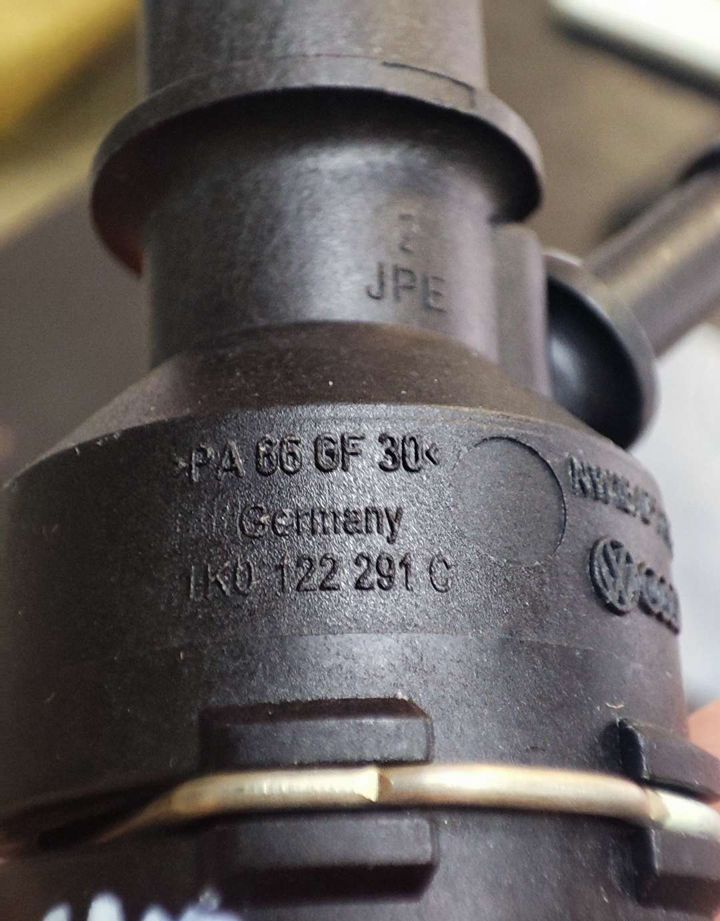 JPE
>PA 66 GF 30<
Germany
1K0 122 291 C